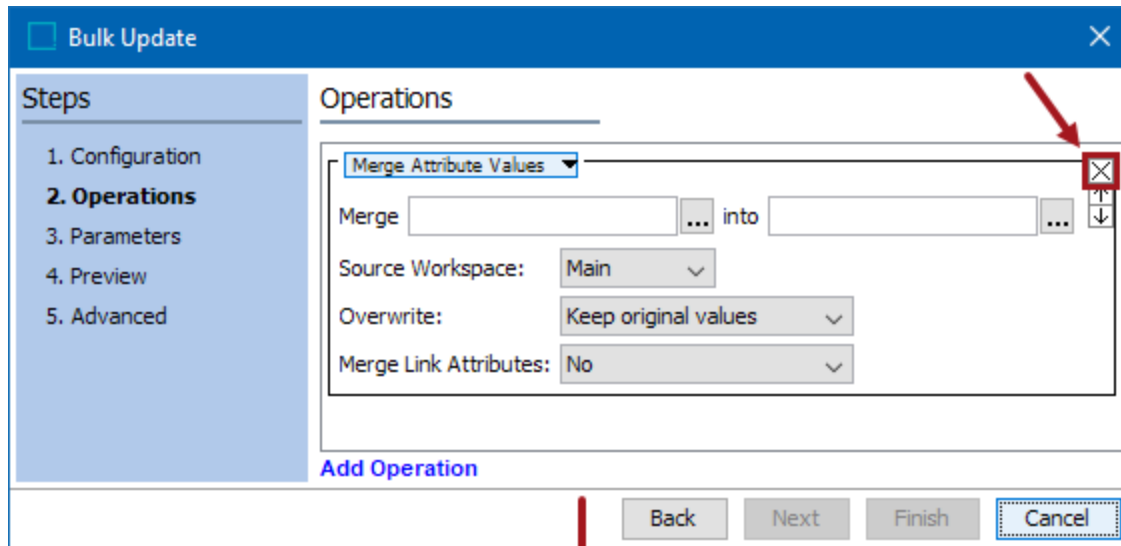 Bulk Update
Steps
1. Configuration
2. Operations
3. Parameters
4. Preview
5. Advanced
Operations
Merge Attribute Values
Merge ... into ...
Source Workspace: Main
Overwrite: Keep original values
Merge Link Attributes: No
Add Operation
Back Next Finish Cancel